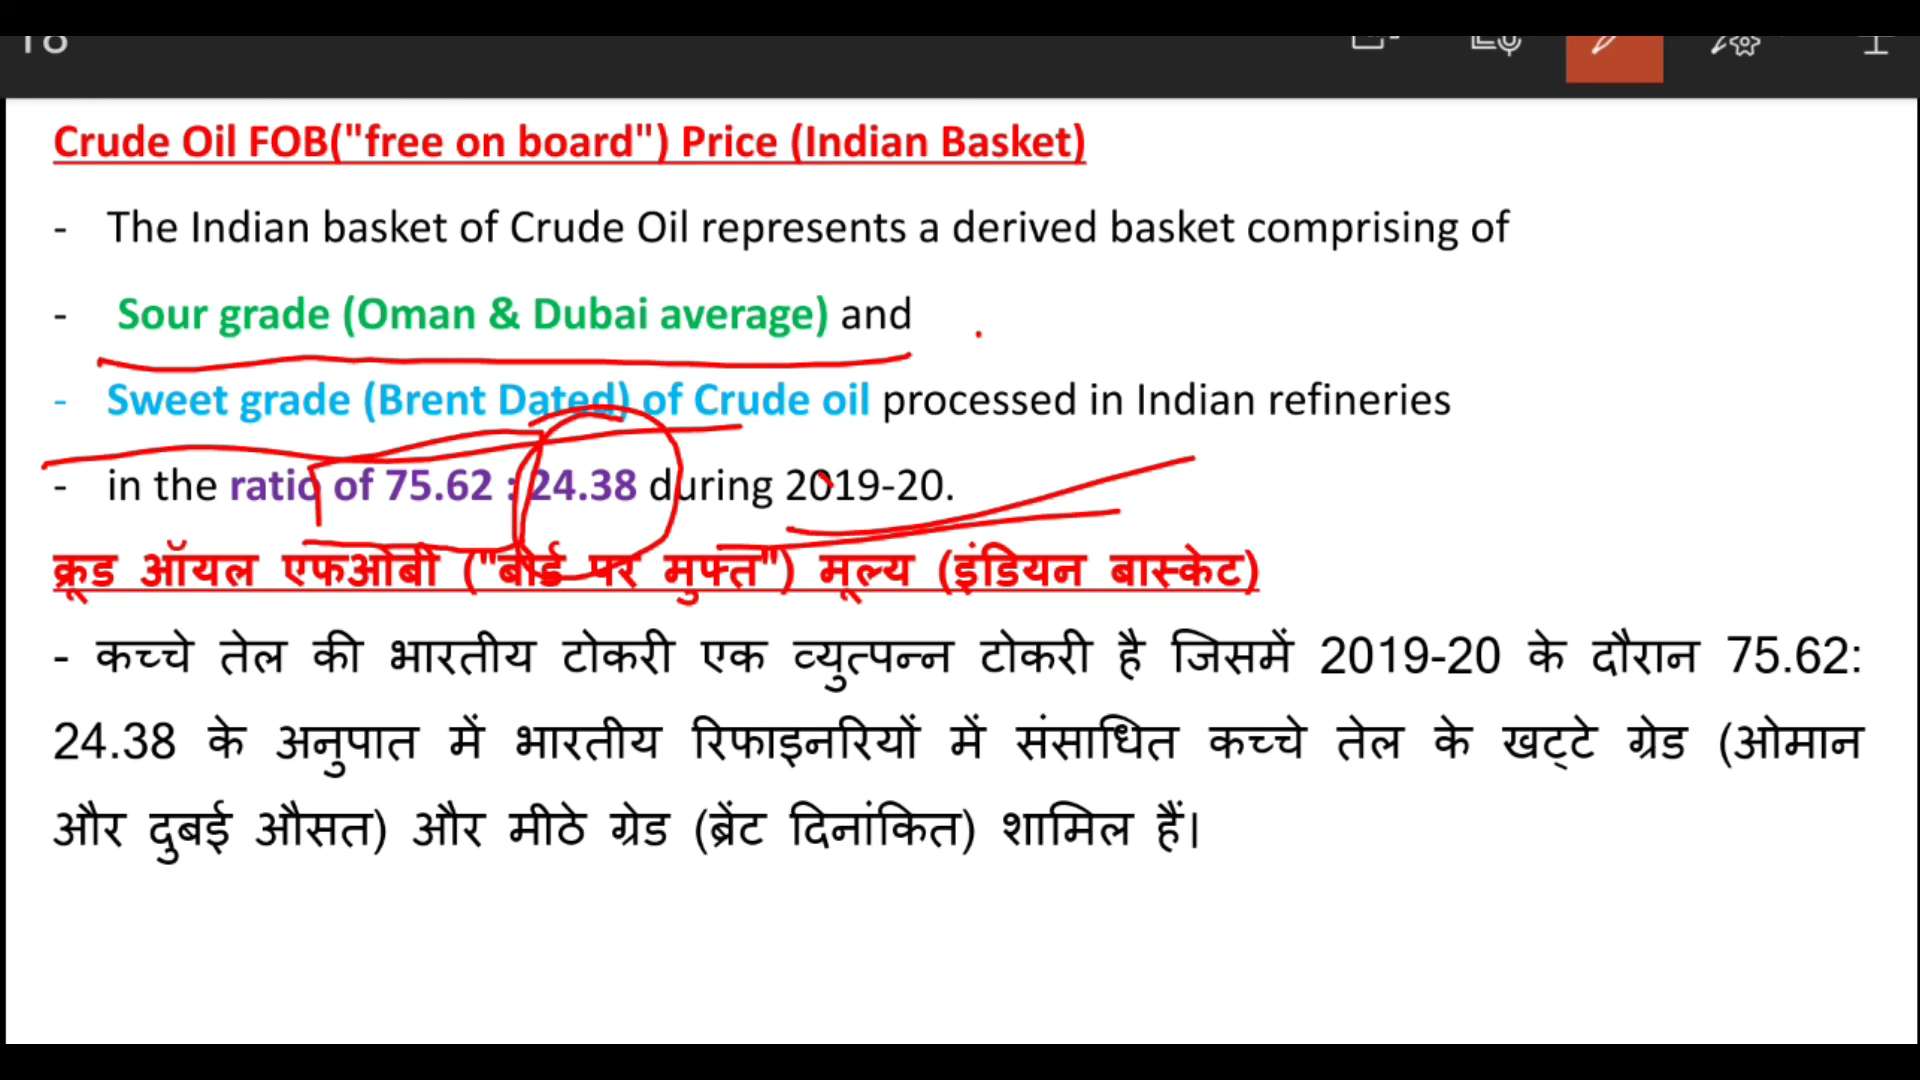 18
Crude Oil FOB("free on board") Price (Indian Basket)
- The Indian basket of Crude Oil represents a derived basket comprising of
- Sour grade (Oman & Dubai average) and
- Sweet grade (Brent Dated) of Crude oil processed in Indian refineries
- in the ratio of 75.62 : 24.38 during 2019-20.
क्रूड ऑयल एफओबी ("बोर्ड पर मुफ्त") मूल्य (इंडियन बास्केट)
- कच्चे तेल की भारतीय टोकरी एक व्युत्पन्न टोकरी है जिसमें 2019-20 के दौरान 75.62:
24.38 के अनुपात में भारतीय रिफाइनरियों में संसाधित कच्चे तेल के खट्टे ग्रेड (ओमान
और दुबई औसत) और मीठे ग्रेड (ब्रेंट दिनांकित) शामिल हैं।